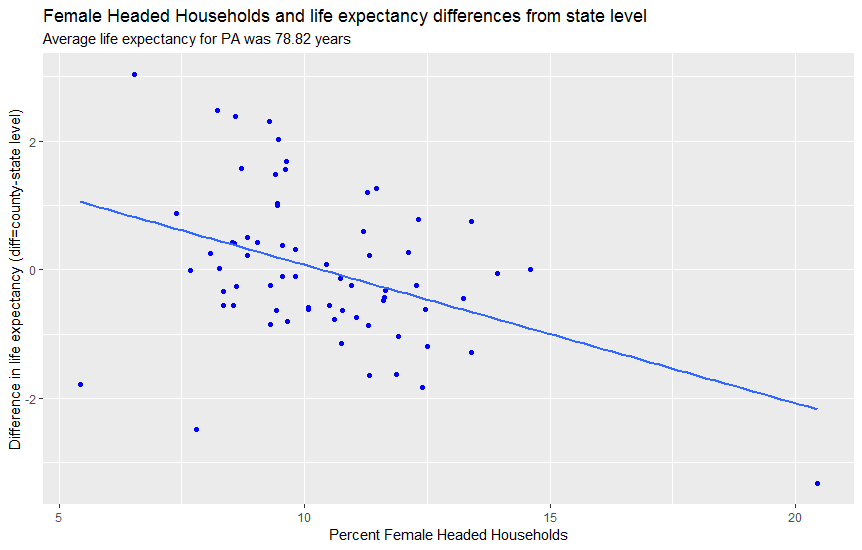 Female Headed Households and life expectancy differences from state level
Average life expectancy for PA was 78.82 years
Difference in life expectancy (diff=county-state level)
2
0
-2
5
10
15
20
Percent Female Headed Households